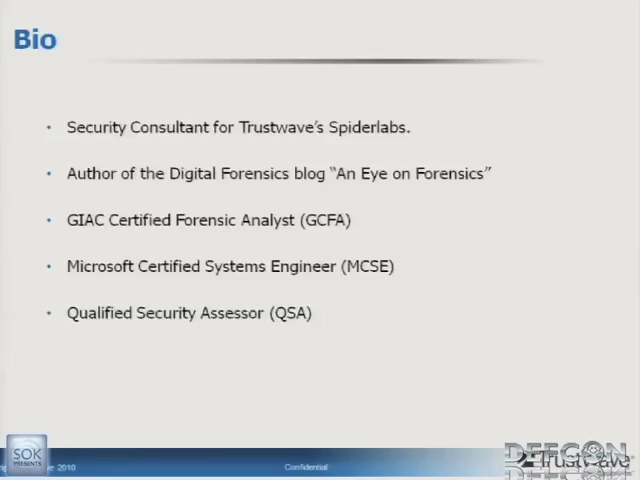 Bio
• Security Consultant for Trustwave's Spiderlabs.
• Author of the Digital Forensics blog “An Eye on Forensics”
• GIAC Certified Forensic Analyst (GCFA)
• Microsoft Certified Systems Engineer (MCSE)
• Qualified Security Assessor (QSA)
SOK
PRESENTS
2010
Confidential
DEFCON
Trustwave